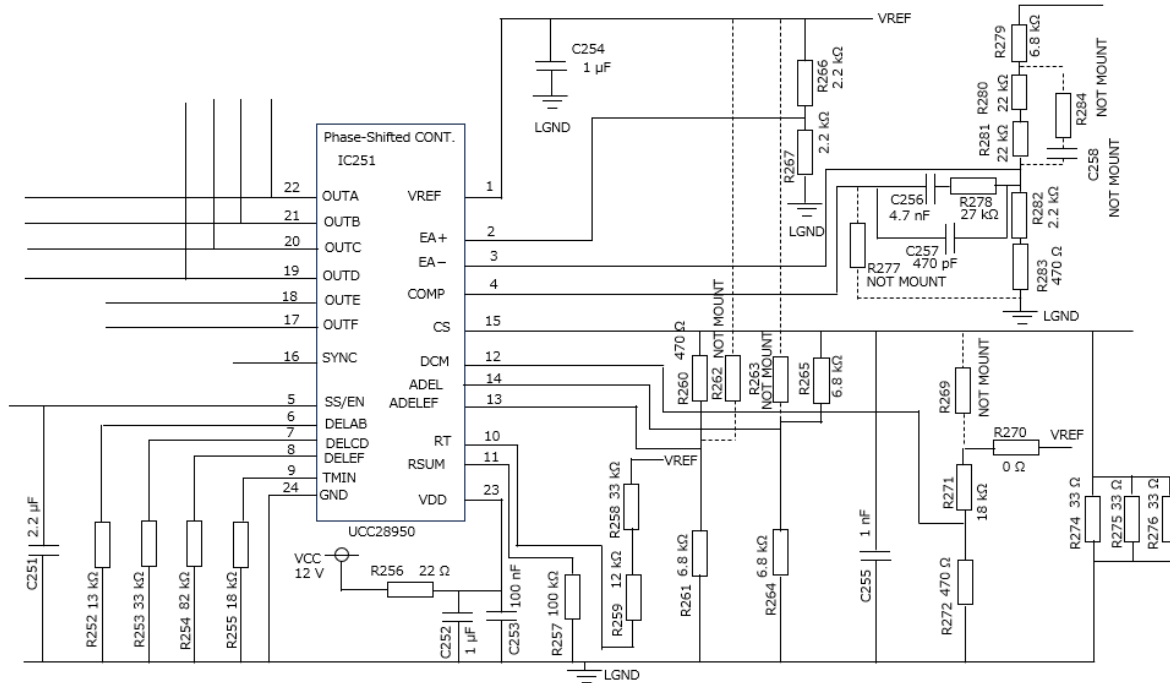 VREF
C254
1 µF
LGND
R266
2.2 kΩ
R267
2.2 kΩ
LGND
R279
6.8 kΩ
R280
22 kΩ
R281
22 kΩ
R284
NOT MOUNT
C258
NOT MOUNT
C256
4.7 nF
R278
27 kΩ
C257
470 pF
R277
NOT MOUNT
R282
2.2 kΩ
R283
470 Ω
LGND
Phase-Shifted CONT.
IC251
22 OUTA
21 OUTB
20 OUTC
19 OUTD
18 OUTE
17 OUTF
16 SYNC
5 SS/EN
6 DELAB
7 DELCD
8 DELEF
9 TMIN
24 GND
VREF 1
EA+ 2
EA− 3
COMP 4
CS 15
DCM 12
ADEL 14
ADELEF 13
RT 10
RSUM 11
VDD 23
UCC28950
R260
470 Ω
R262
NOT MOUNT
R263
NOT MOUNT
R265
6.8 kΩ
R269
NOT MOUNT
R270
0 Ω
VREF
R271
18 kΩ
R272 470 Ω
R274 33 Ω
R275 33 Ω
R276 33 Ω
C255
1 nF
VREF
R258 33 kΩ
R259 12 kΩ
R261 6.8 kΩ
R264 6.8 kΩ
C251 2.2 µF
R252 13 kΩ
R253 33 kΩ
R254 82 kΩ
R255 18 kΩ
VCC
12 V
R256 22 Ω
C252
1 µF
C253 100 nF
R257 100 kΩ
LGND